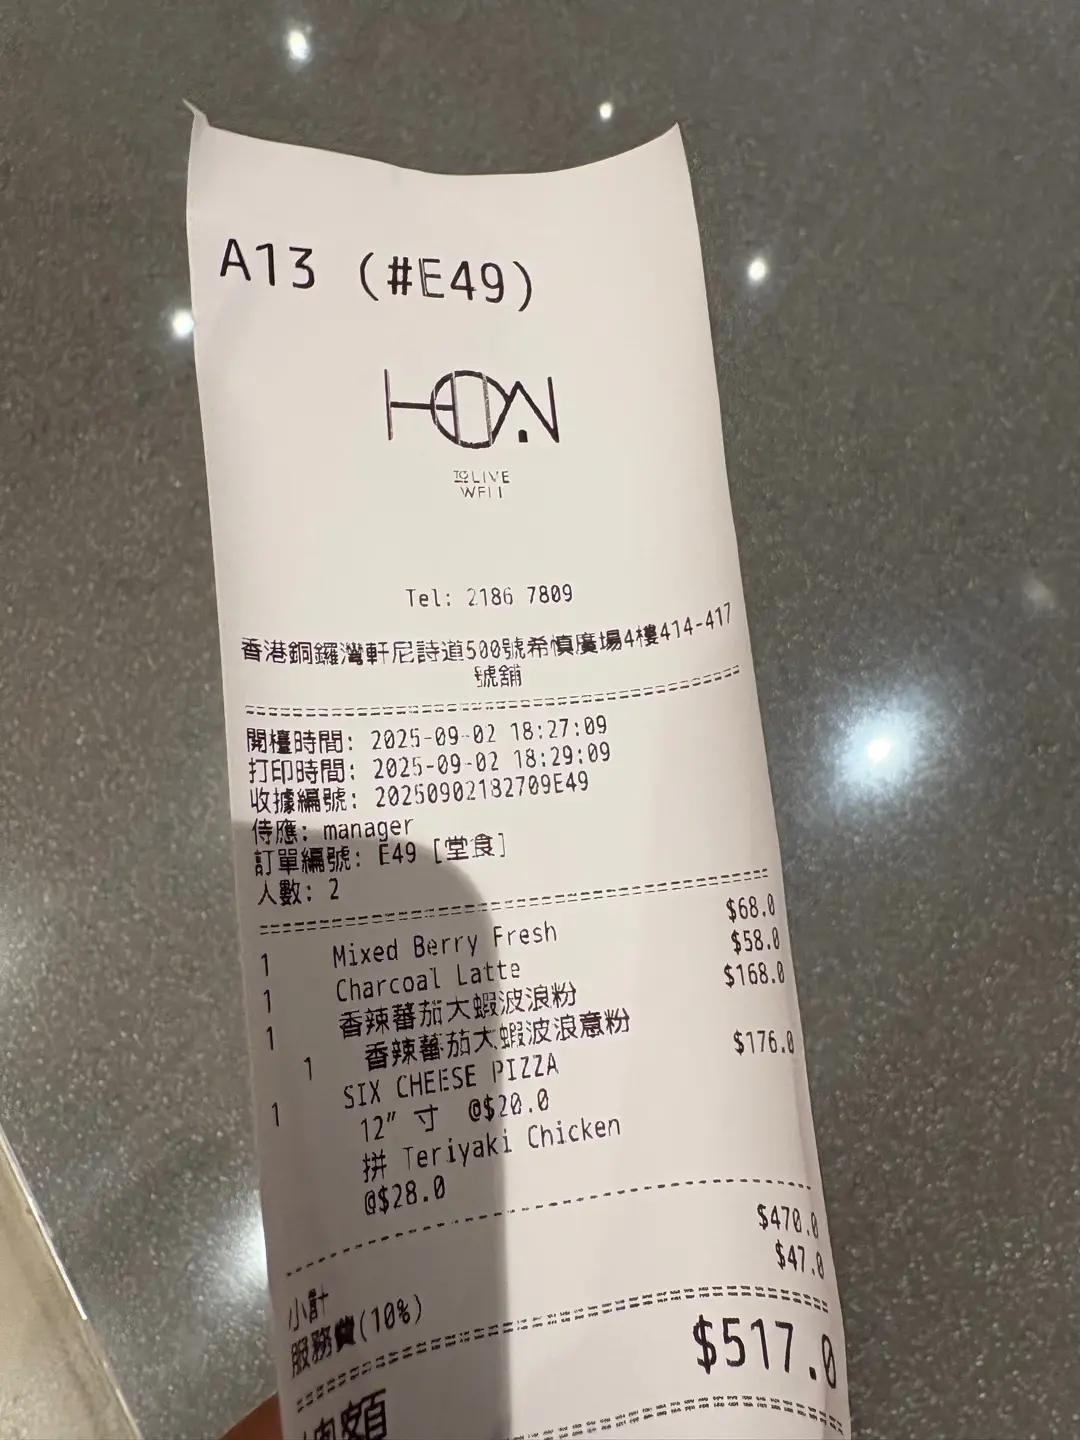 A13 (#E49)
HEON
TO LIVE
WELL
Tel: 2186 7809
香港銅鑼灣軒尼詩道500號希慎廣場4樓414-417
號舖
開檯時間: 2025-09-02 18:27:09
打印時間: 2025-09-02 18:29:09
收據編號: 20250902182709E49
侍應: manager
訂單編號: E49 [堂食]
人數: 2
1 Mixed Berry Fresh $68.0
1 Charcoal Latte $58.0
1 香辣蕃茄大蝦波浪粉 $168.0
1 香辣蕃茄大蝦波浪意粉
1 SIX CHEESE PIZZA $176.0
12” 寸 @$20.0
拼 Teriyaki Chicken
@$28.0
小計 $470.0
服務費(10%) $47.0
額 $517.0